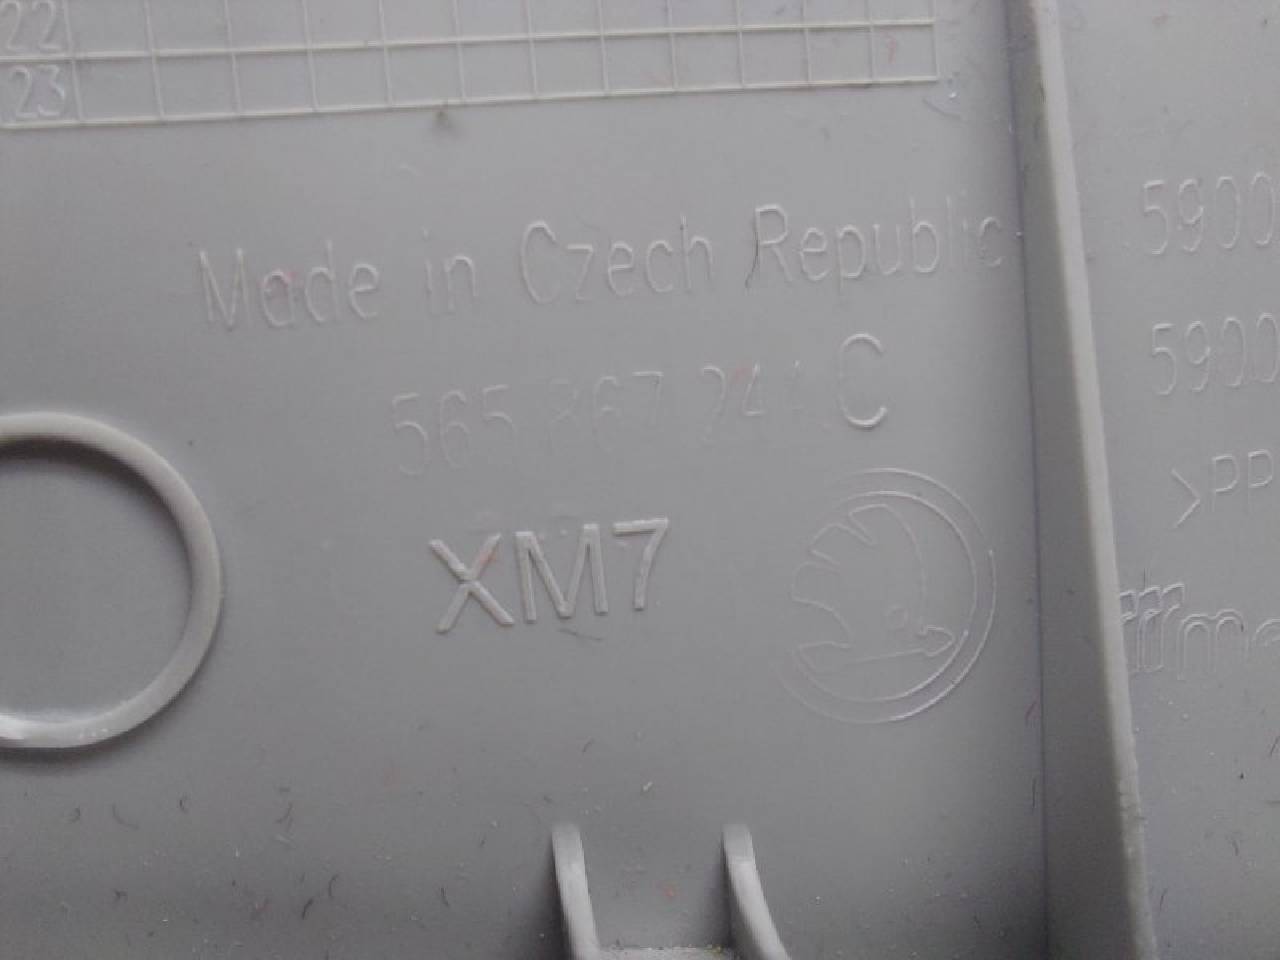 22
23
Made in Czech Republic
5900
565 867 244 C
5900
>PP
XM7